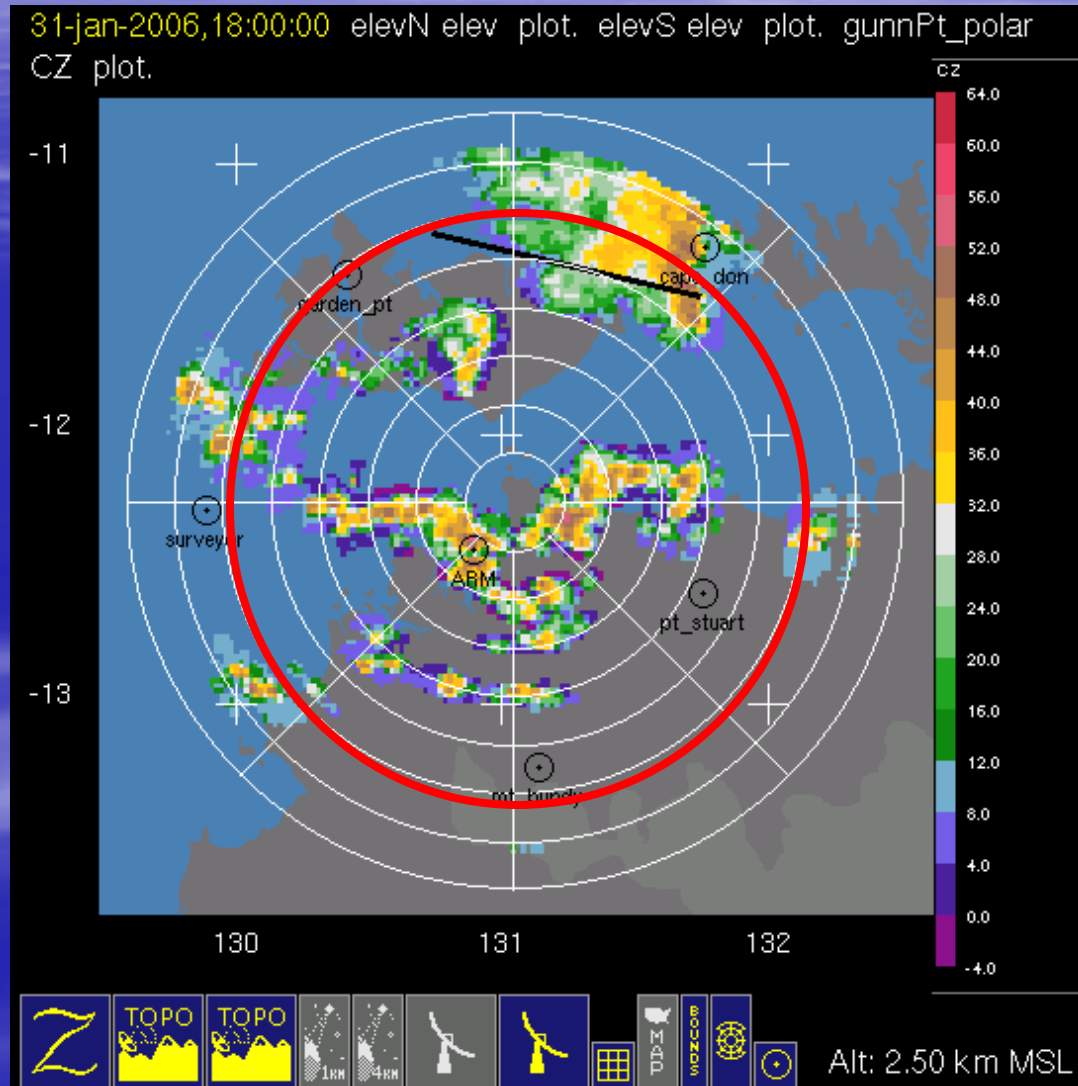 31-jan-2006,18:00:00 elevN elev plot. elevS elev plot. gunnPt_polar
CZ plot.
cz
64.0
60.0
56.0
52.0
48.0
44.0
40.0
36.0
32.0
28.0
24.0
20.0
16.0
12.0
8.0
4.0
0.0
-4.0
-11
-12
-13
cape_don
garden_pt
surveyor
ARM
pt_stuart
mt_bundy
130 131 132
Z
TOPO
TOPO
1KM
4KM
MAP
BOUNDS
Alt: 2.50 km MSL